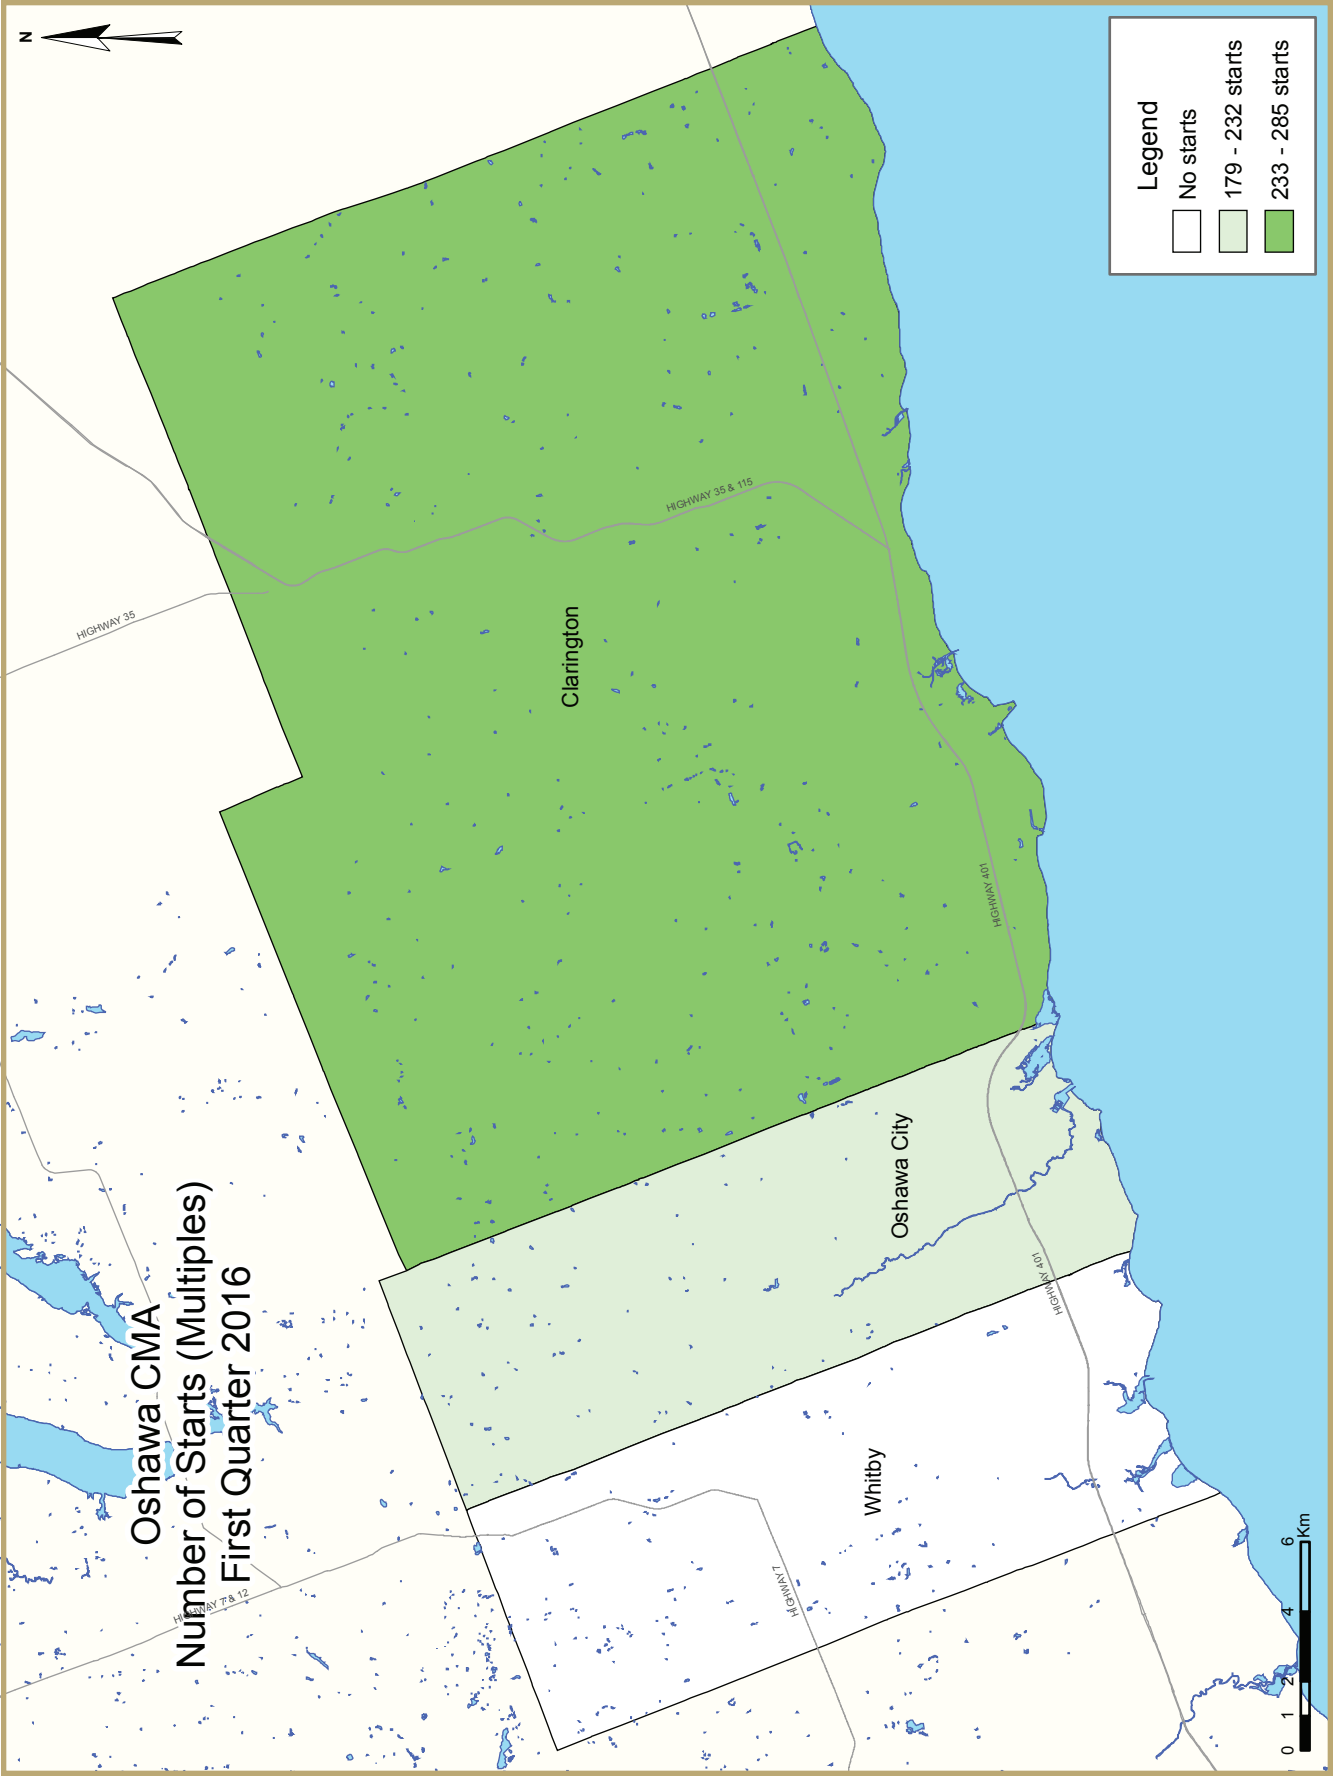 Oshawa CMA
Number of Starts (Multiples)
First Quarter 2016
N
HIGHWAY 7 & 12
HIGHWAY 35
HIGHWAY 35 & 115
Clarington
HIGHWAY 401
Oshawa City
HIGHWAY 401
Whitby
HIGHWAY 7
Legend
No starts
179 - 232 starts
233 - 285 starts
0 1 2 4 6
Km